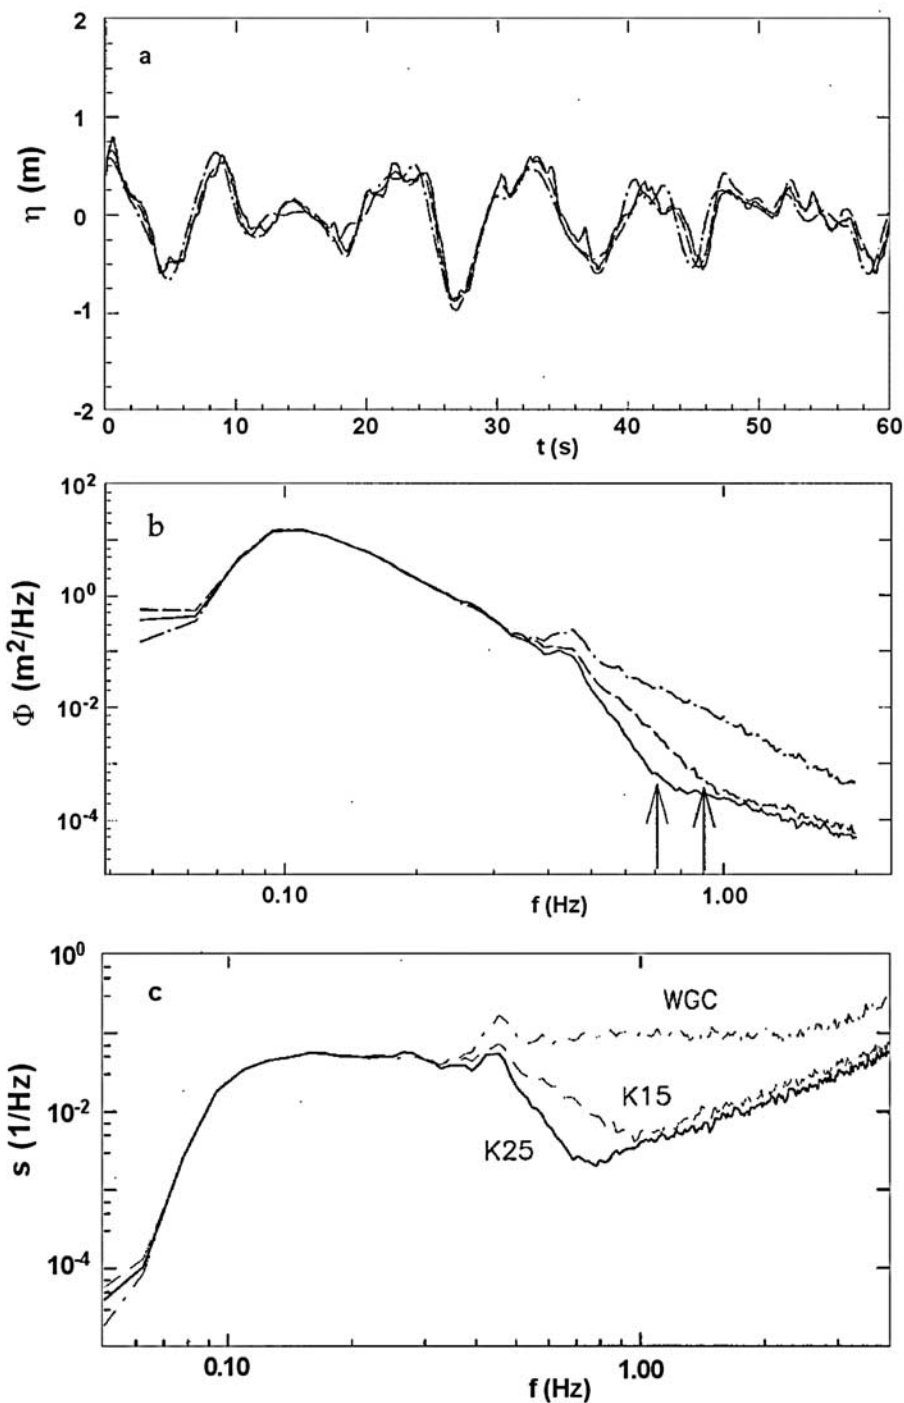 2
a
1
η (m)
0
-1
-2
0 10 20 30 40 50 60
t (s)
10²
b
10⁰
Φ (m²/Hz)
10⁻²
10⁻⁴
0.10 1.00
f (Hz)
10⁰
c
WGC
10⁻²
s (1/Hz)
K15
K25
10⁻⁴
0.10 1.00
f (Hz)